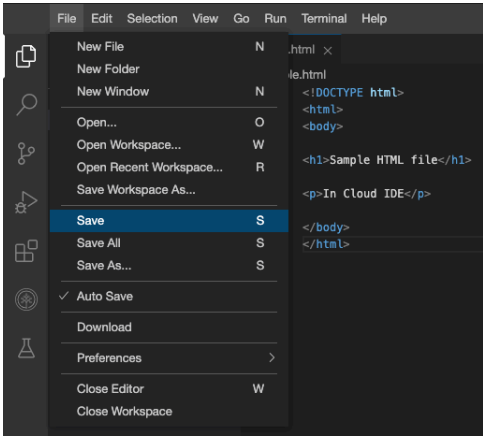 File Edit Selection View Go Run Terminal Help
New File N
New Folder
New Window N
Open... O
Open Workspace... W
Open Recent Workspace... R
Save Workspace As...
Save S
Save All S
Save As... S
✓ Auto Save
Download
Preferences >
Close Editor W
Close Workspace
.html ×
le.html
<!DOCTYPE html>
<html>
<body>
<h1>Sample HTML file</h1>
<p>In Cloud IDE</p>
</body>
</html>